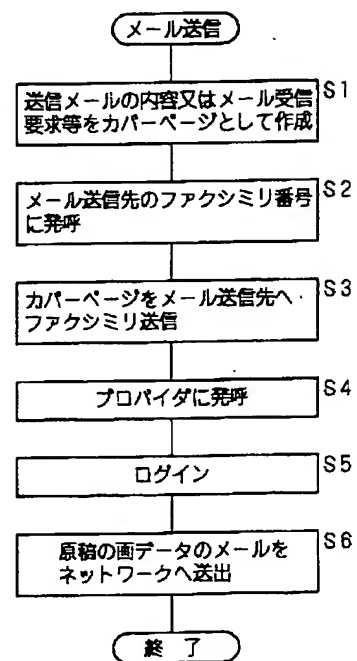 メール送信
送信メールの内容又はメール受信
要求等をカバーページとして作成
S1
メール送信先のファクシミリ番号
に発呼
S2
カバーページをメール送信先へ
ファクシミリ送信
S3
プロバイダに発呼
S4
ログイン
S5
原稿の画データのメールを
ネットワークへ送出
S6
終了